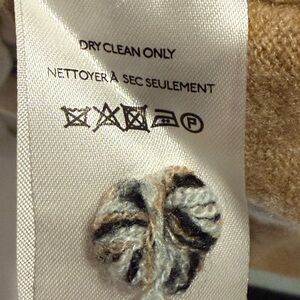 DRY CLEAN ONLY
NETTOYER À SEC SEULEMENT
P